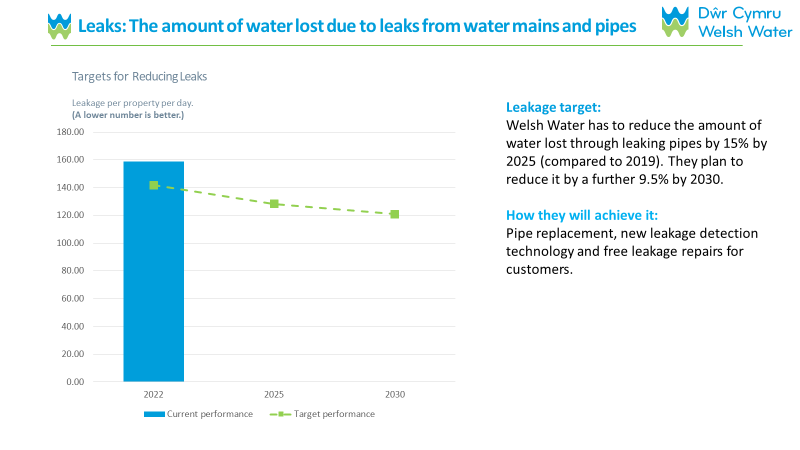 Leaks: The amount of water lost due to leaks from water mains and pipes
Dŵr Cymru
Welsh Water
Targets for Reducing Leaks
Leakage per property per day.
(A lower number is better.)
180.00
160.00
140.00
120.00
100.00
80.00
60.00
40.00
20.00
0.00
2022
2025
2030
Current performance
Target performance
Leakage target:
Welsh Water has to reduce the amount of
water lost through leaking pipes by 15% by
2025 (compared to 2019). They plan to
reduce it by a further 9.5% by 2030.
How they will achieve it:
Pipe replacement, new leakage detection
technology and free leakage repairs for
customers.